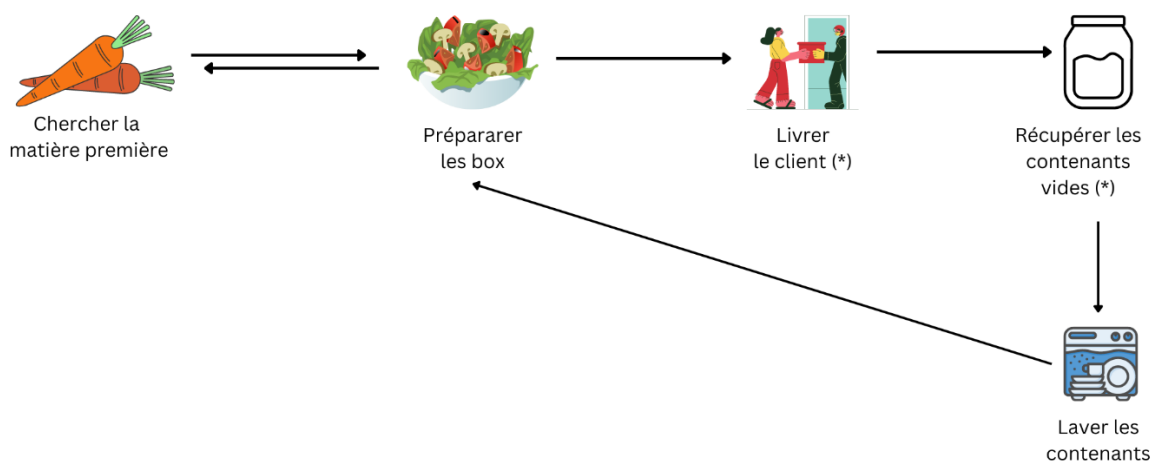 Chercher la
matière première
Prépararer
les box
Livrer
le client (*)
Récupérer les
contenants
vides (*)
Laver les
contenants